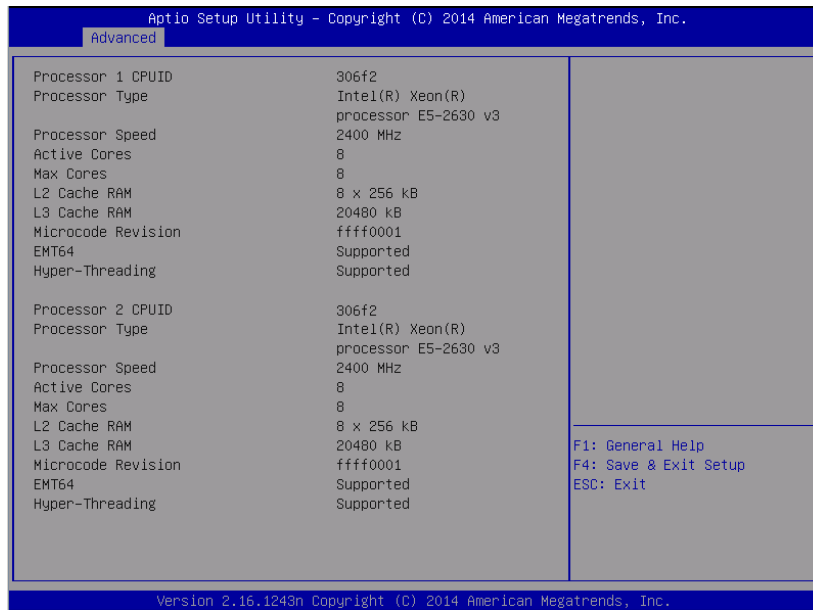 Aptio Setup Utility – Copyright (C) 2014 American Megatrends, Inc.
Advanced
Processor 1 CPUID 306f2
Processor Type Intel(R) Xeon(R)
processor E5-2630 v3
Processor Speed 2400 MHz
Active Cores 8
Max Cores 8
L2 Cache RAM 8 x 256 kB
L3 Cache RAM 20480 kB
Microcode Revision ffff0001
EMT64 Supported
Hyper-Threading Supported
Processor 2 CPUID 306f2
Processor Type Intel(R) Xeon(R)
processor E5-2630 v3
Processor Speed 2400 MHz
Active Cores 8
Max Cores 8
L2 Cache RAM 8 x 256 kB
L3 Cache RAM 20480 kB
Microcode Revision ffff0001
EMT64 Supported
Hyper-Threading Supported
F1: General Help
F4: Save & Exit Setup
ESC: Exit
Version 2.16.1243n Copyright (C) 2014 American Megatrends, Inc.